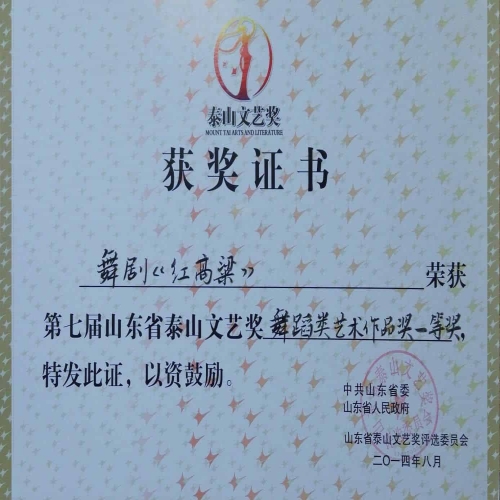 泰山文艺奖
MOUNT TAI ARTS AND LITERATURE
获奖证书
舞剧《红高粱》荣获
第七届山东省泰山文艺奖舞蹈类艺术作品奖一等奖,
特发此证，以资鼓励。
中共山东省委
山东省人民政府
山东省泰山文艺奖评选委员会
二〇一四年八月